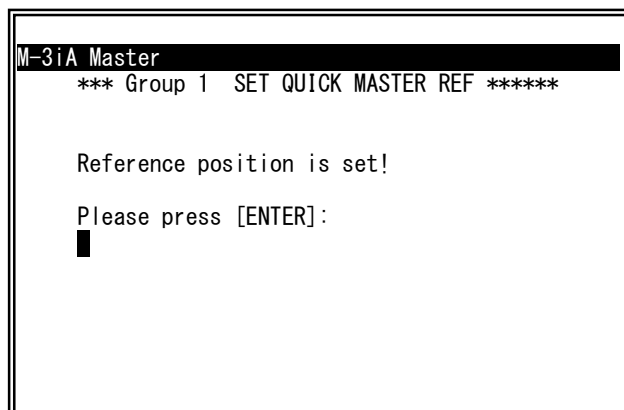 M-3iA Master
*** Group 1  SET QUICK MASTER REF ******
Reference position is set!
Please press [ENTER]: